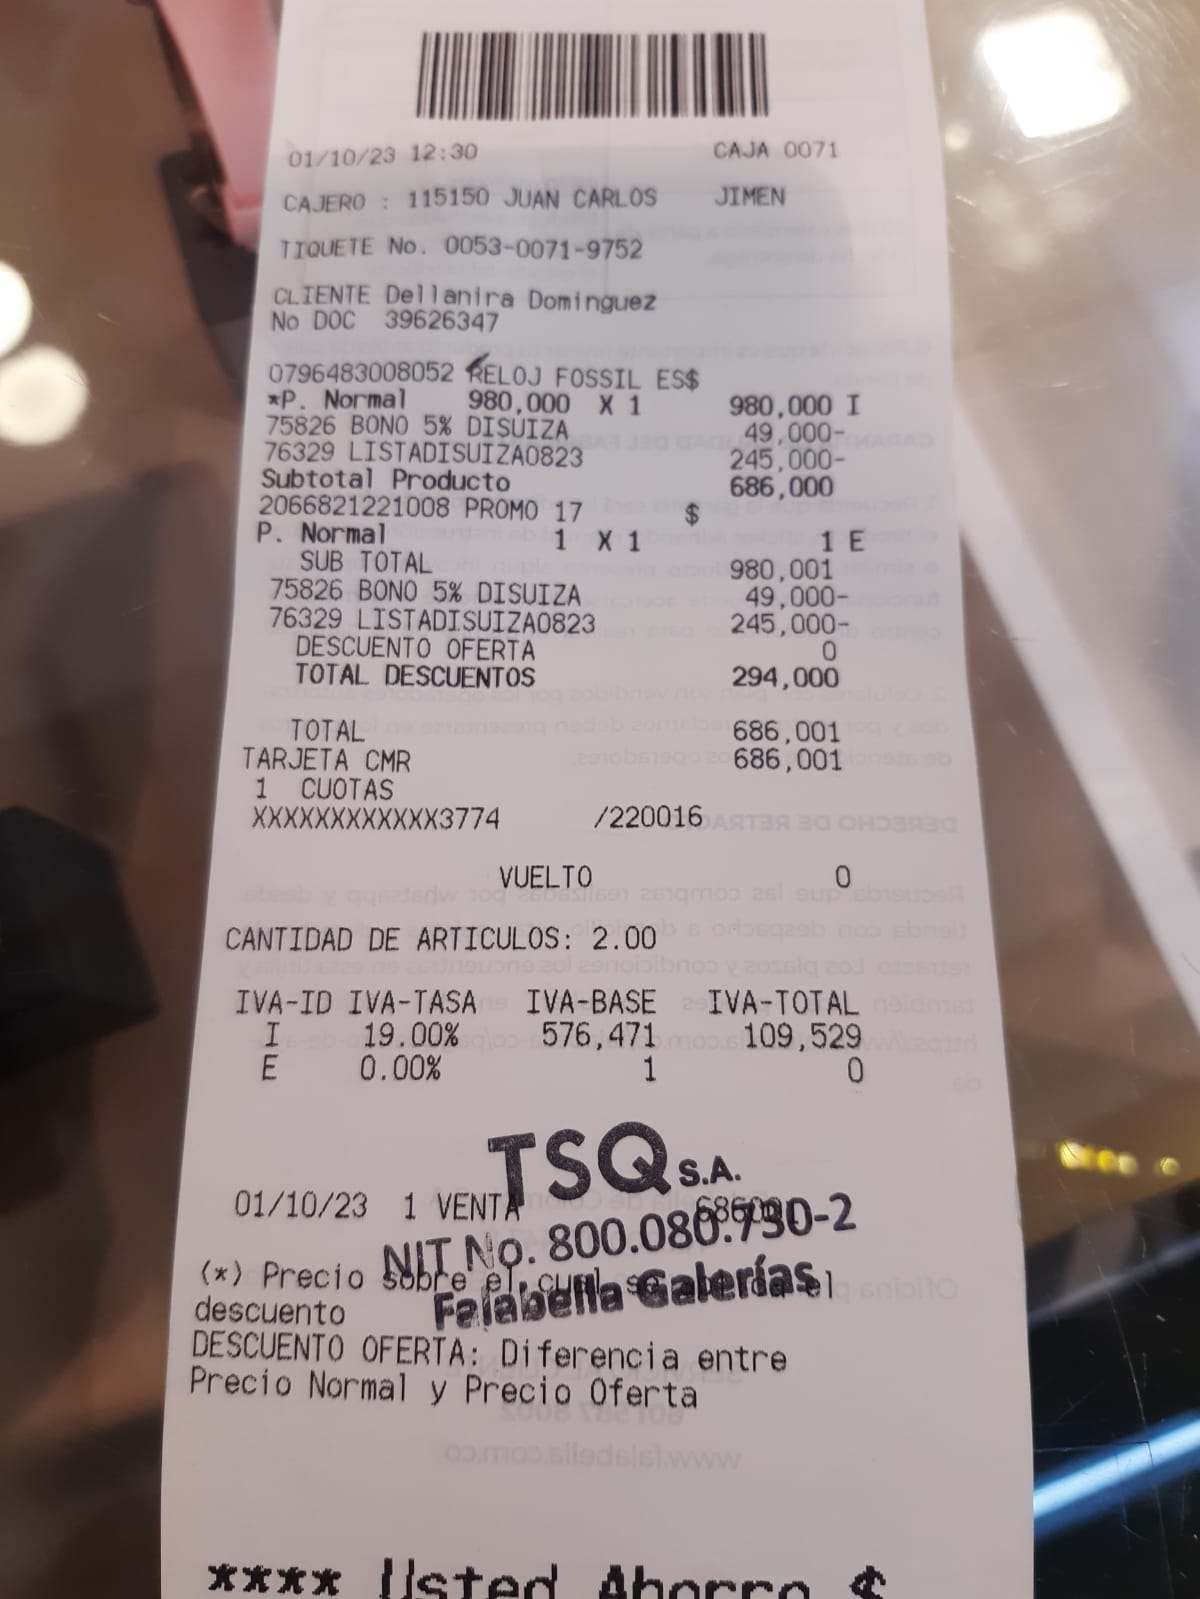 01/10/23 12:30 CAJA 0071
CAJERO : 115150 JUAN CARLOS JIMEN
TIQUETE No. 0053-0071-9752
CLIENTE Dellanira Dominguez
No DOC 39626347
0796483008052 RELOJ FOSSIL ES$
*P. Normal 980,000 X 1 980,000 I
75826 BONO 5% DISUIZA 49,000-
76329 LISTADISUIZA0823 245,000-
Subtotal Producto 686,000
2066821221008 PROMO 17 $
P. Normal 1 X 1 1 E
SUB TOTAL 980,001
75826 BONO 5% DISUIZA 49,000-
76329 LISTADISUIZA0823 245,000-
DESCUENTO OFERTA 0
TOTAL DESCUENTOS 294,000
TOTAL 686,001
TARJETA CMR 686,001
1 CUOTAS
XXXXXXXXXXXX3774 /220016
VUELTO 0
CANTIDAD DE ARTICULOS: 2.00
IVA-ID IVA-TASA IVA-BASE IVA-TOTAL
I 19.00% 576,471 109,529
E 0.00% 1 0
TSQ S.A.
01/10/23 1 VENTA
NIT No. 800.080.730-2
(*) Precio sobre el cual el
Falabella Galerías
descuento
DESCUENTO OFERTA: Diferencia entre
Precio Normal y Precio Oferta
**** Usted Ahorro $